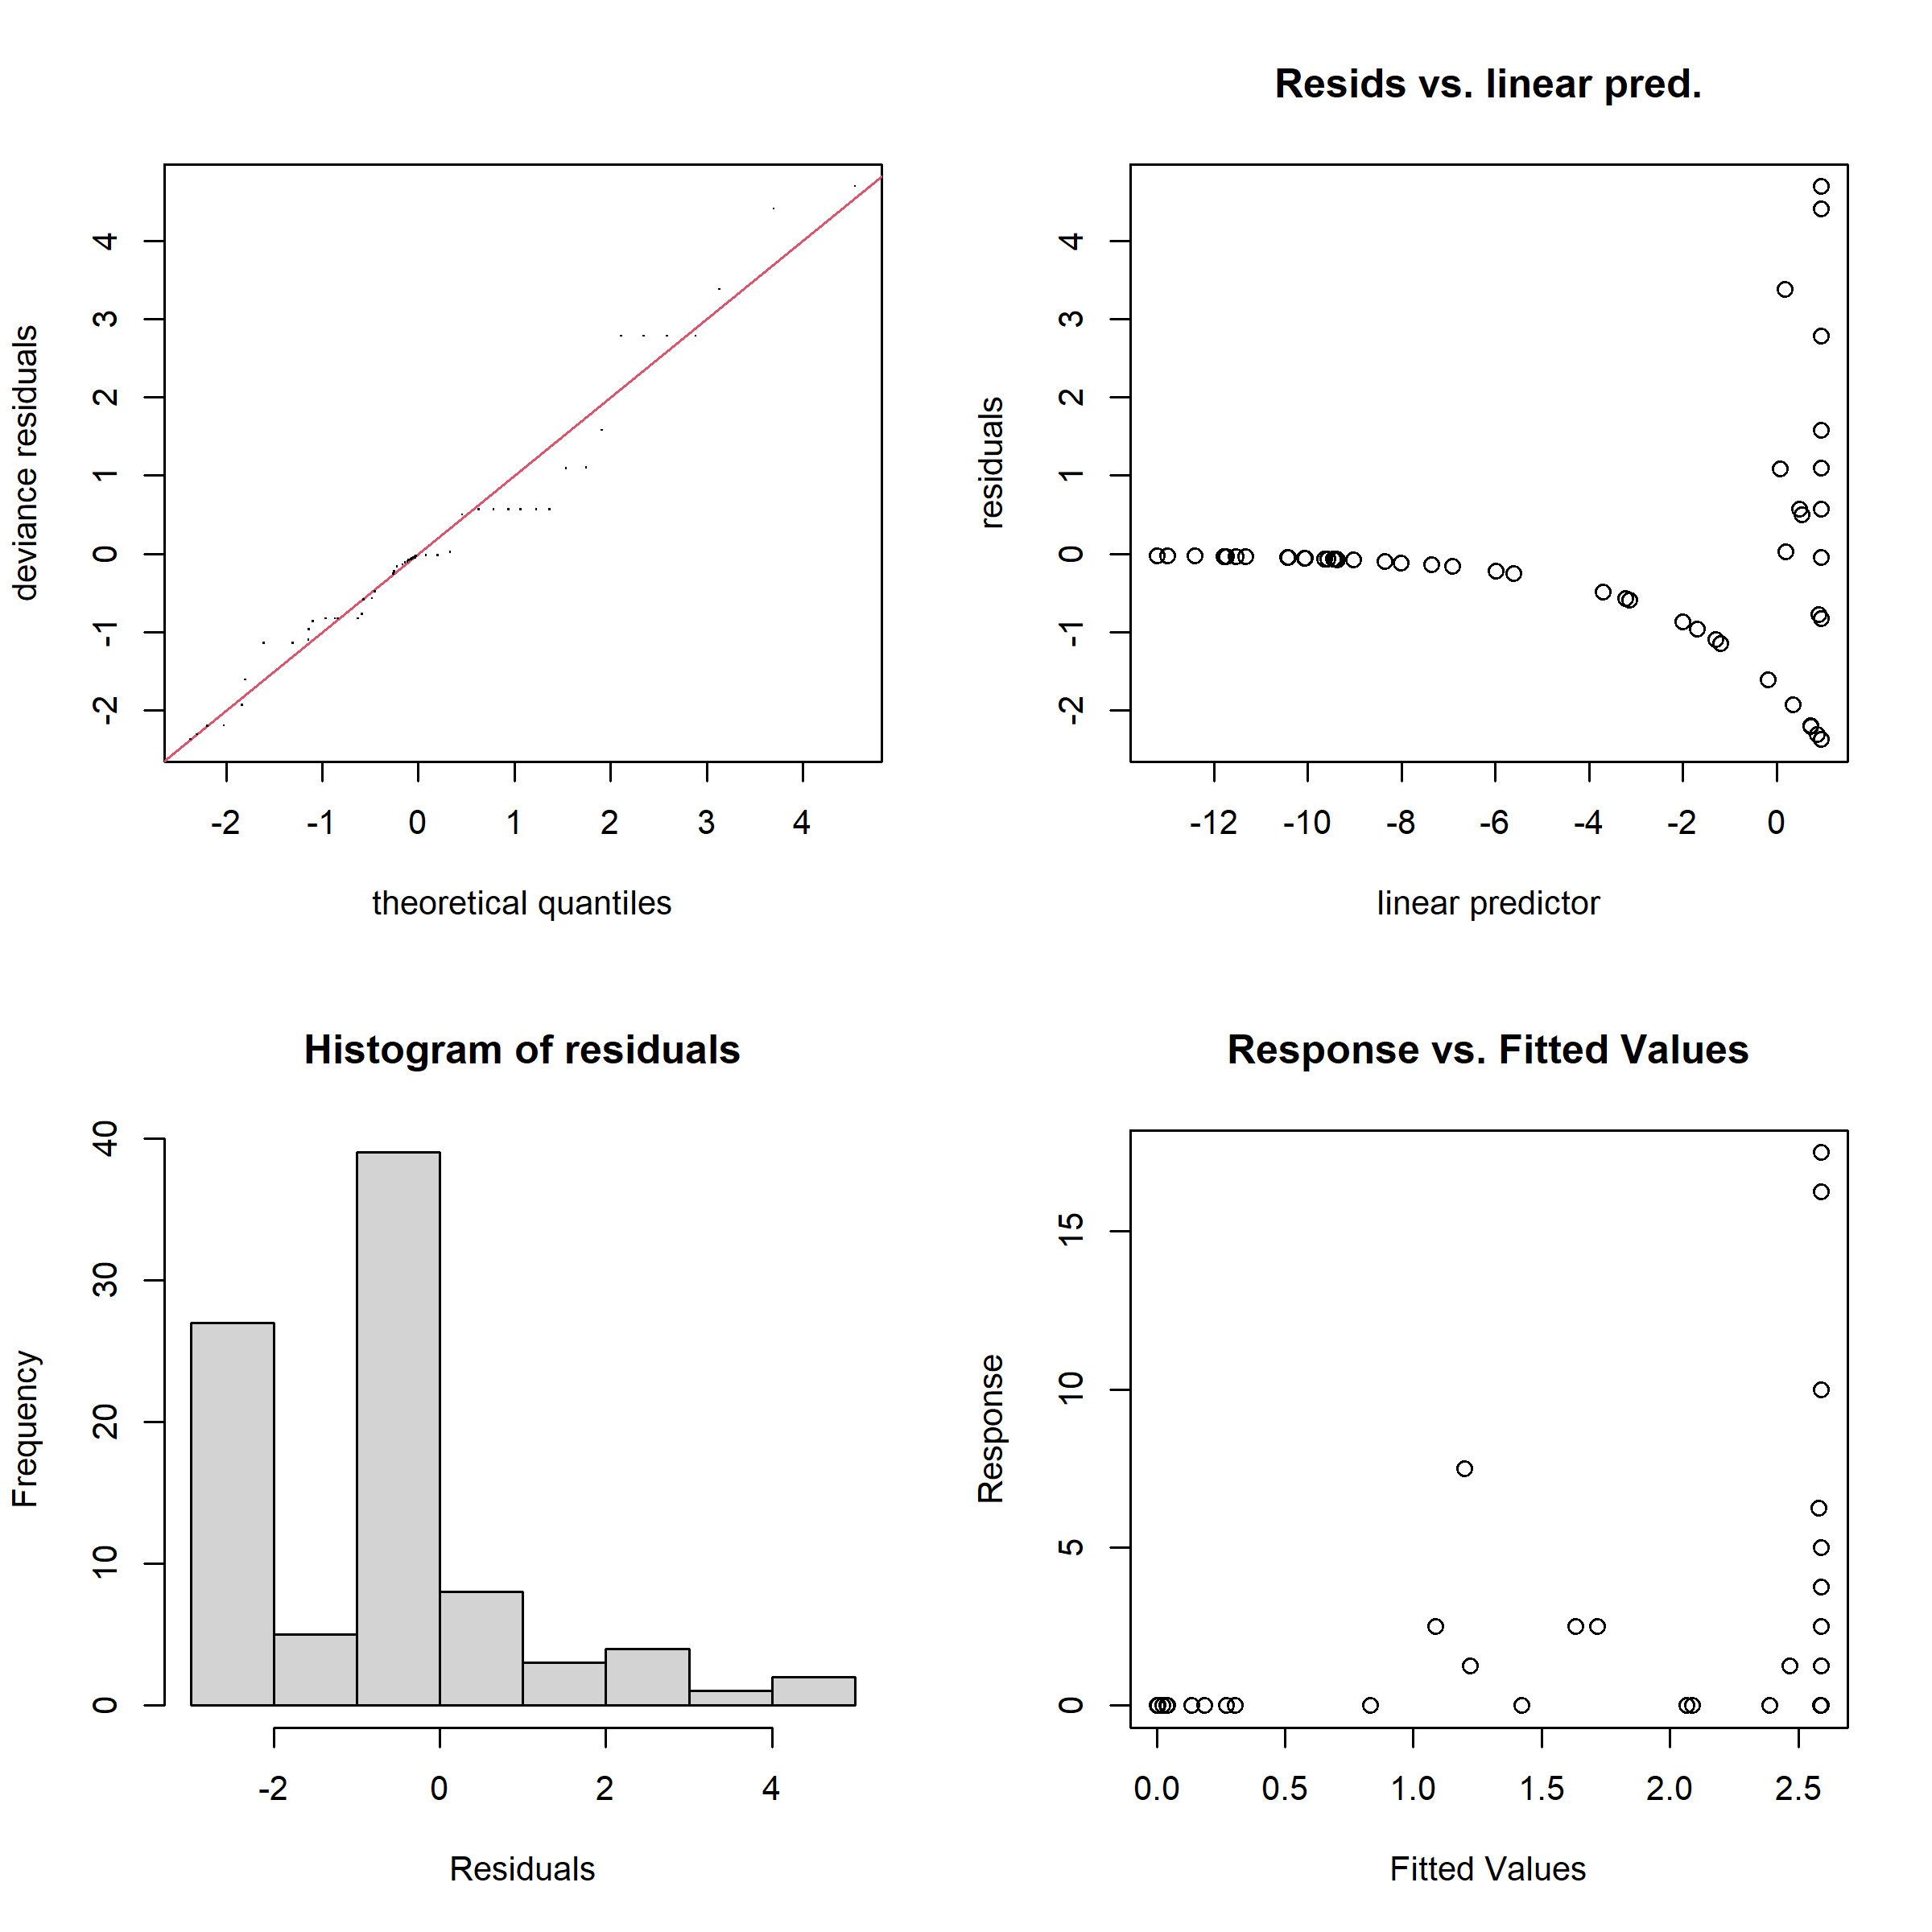 deviance residuals
4
3
2
1
0
-1
-2
-2 -1 0 1 2 3 4
theoretical quantiles
Resids vs. linear pred.
residuals
4
3
2
1
0
-1
-2
-12 -10 -8 -6 -4 -2 0
linear predictor
Histogram of residuals
Frequency
40
30
20
10
0
-2 0 2 4
Residuals
Response vs. Fitted Values
Response
15
10
5
0
0.0 0.5 1.0 1.5 2.0 2.5
Fitted Values